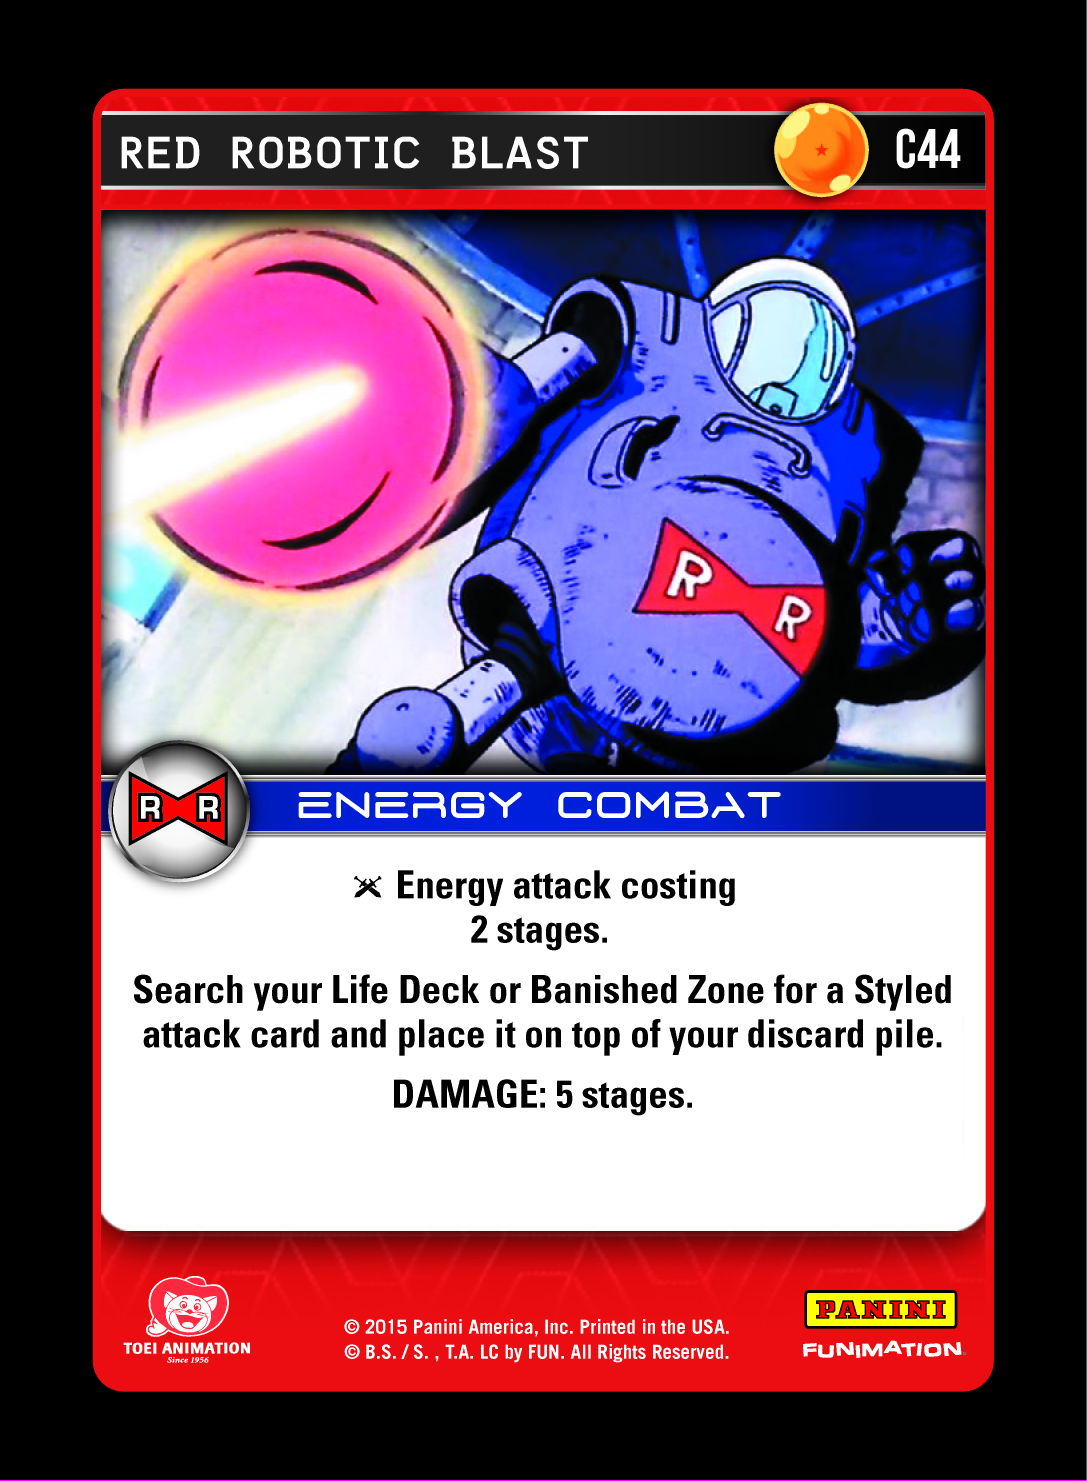 RED ROBOTIC BLAST
C44
R R
R R
ENERGY COMBAT
Energy attack costing
2 stages.
Search your Life Deck or Banished Zone for a Styled
attack card and place it on top of your discard pile.
DAMAGE: 5 stages.
TOEI ANIMATION
Since 1956
© 2015 Panini America, Inc. Printed in the USA.
© B.S. / S. , T.A. LC by FUN. All Rights Reserved.
PANINI
FUNIMATION